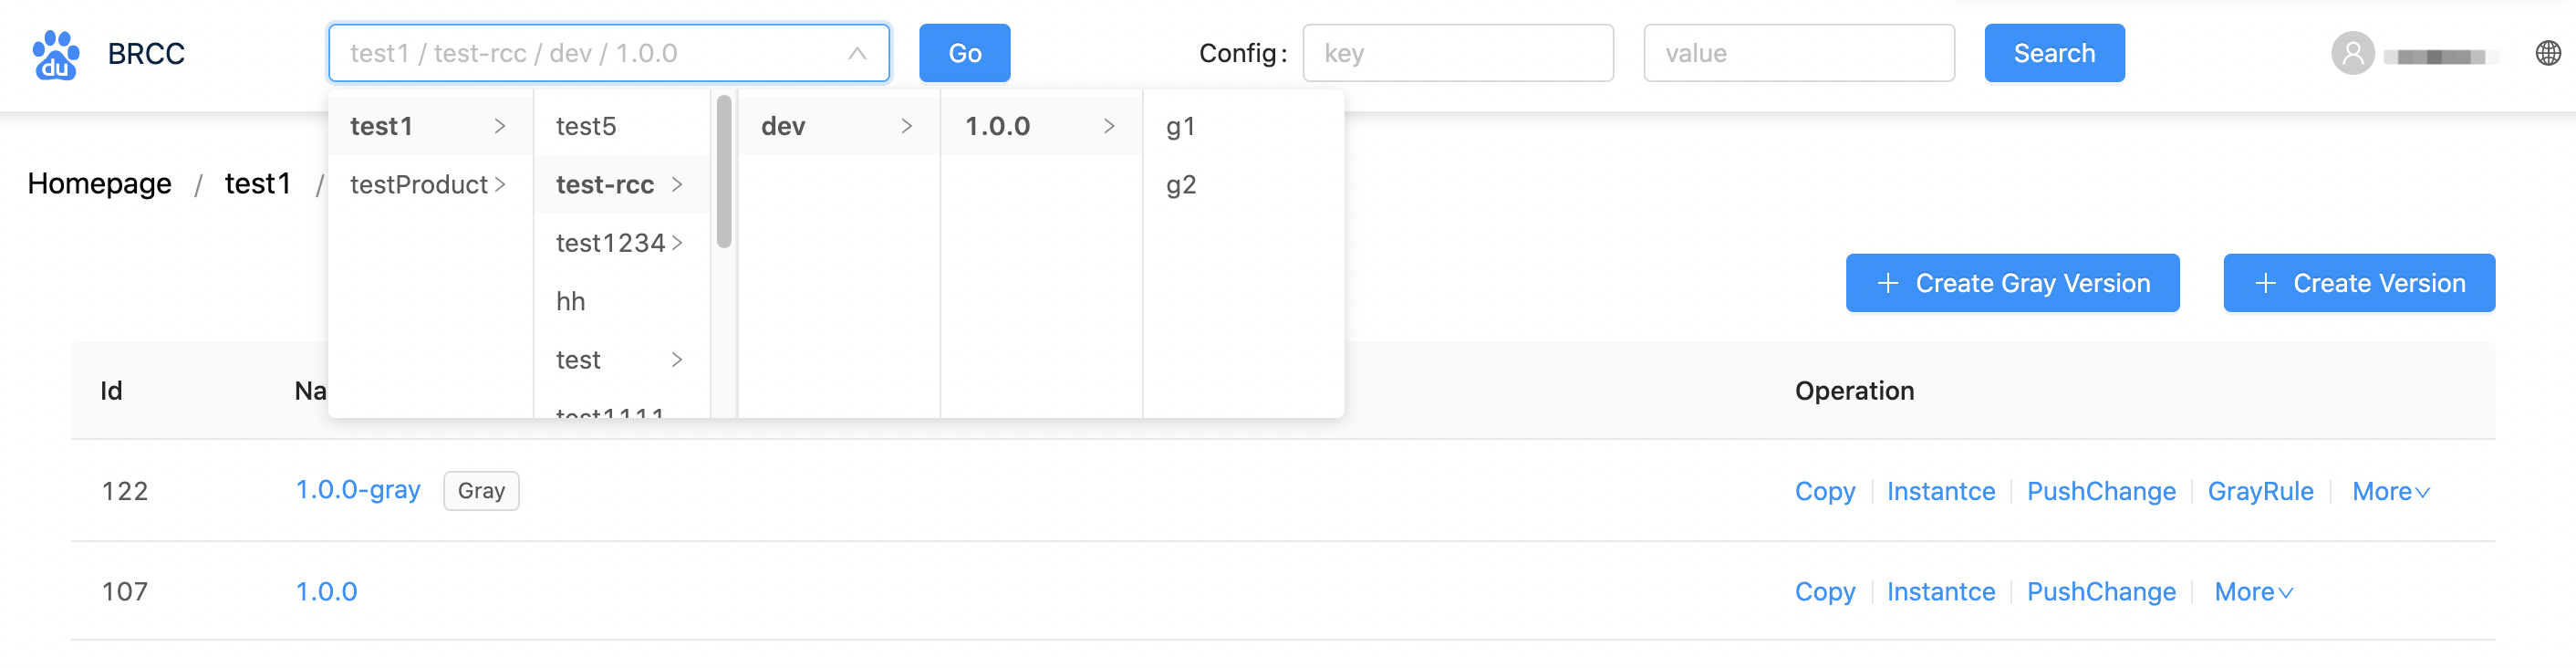 du BRCC test1 / test-rcc / dev / 1.0.0 Go Config: key value Search
test1 test5 dev 1.0.0 g1
Homepage / test1 / testProduct test-rcc g2
test1234
hh
+ Create Gray Version + Create Version
test
Id Na Operation
test1111
122 1.0.0-gray Gray Copy Instantce PushChange GrayRule More
107 1.0.0 Copy Instantce PushChange More